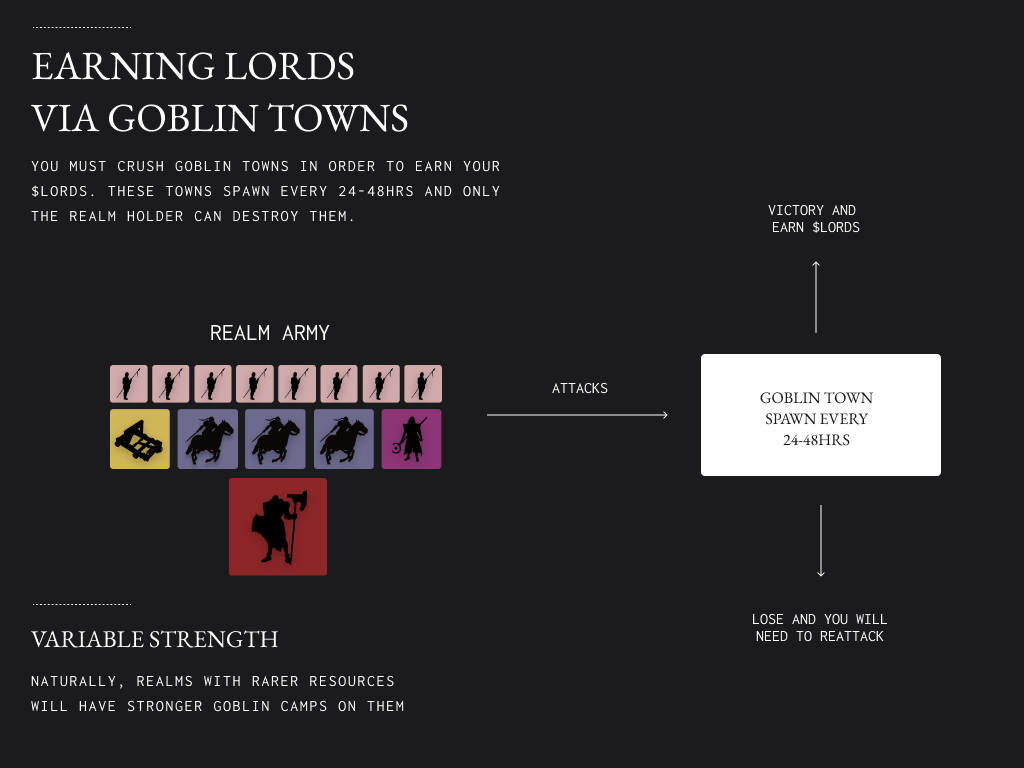 EARNING LORDS
VIA GOBLIN TOWNS
YOU MUST CRUSH GOBLIN TOWNS IN ORDER TO EARN YOUR
$LORDS. THESE TOWNS SPAWN EVERY 24-48HRS AND ONLY
THE REALM HOLDER CAN DESTROY THEM.
REALM ARMY
ATTACKS
VICTORY AND
EARN $LORDS
GOBLIN TOWN
SPAWN EVERY
24-48HRS
LOSE AND YOU WILL
NEED TO REATTACK
VARIABLE STRENGTH
NATURALLY, REALMS WITH RARER RESOURCES
WILL HAVE STRONGER GOBLIN CAMPS ON THEM